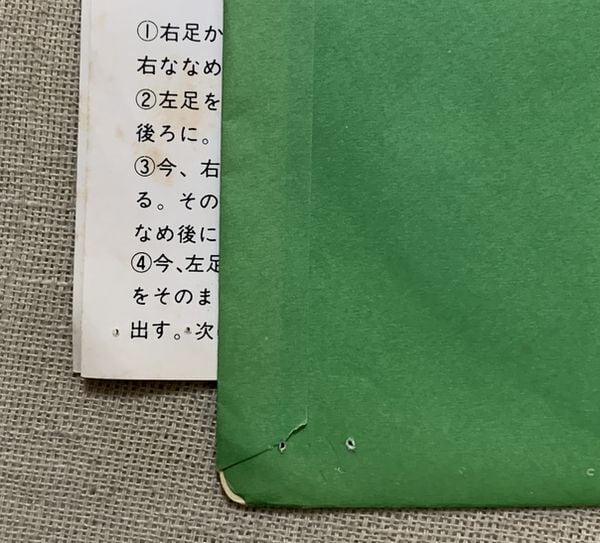 ①右足か
右ななめ
②左足を
後ろに。
③今、右
る。その
なめ後に
④今、左足
をそのま
出す。次